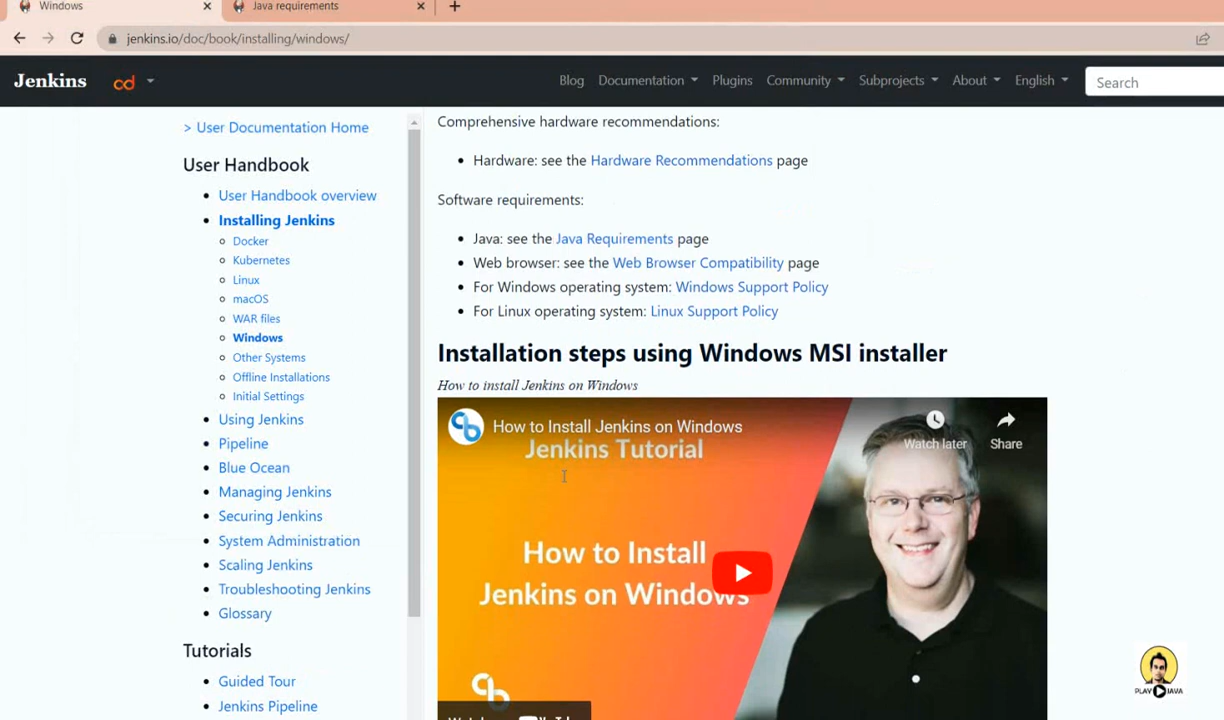 Windows
Java requirements
jenkins.io/doc/book/installing/windows/
Jenkins
cd
Blog
Documentation
Plugins
Community
Subprojects
About
English
Search
> User Documentation Home
User Handbook
User Handbook overview
Installing Jenkins
Docker
Kubernetes
Linux
macOS
WAR files
Windows
Other Systems
Offline Installations
Initial Settings
Using Jenkins
Pipeline
Blue Ocean
Managing Jenkins
Securing Jenkins
System Administration
Scaling Jenkins
Troubleshooting Jenkins
Glossary
Tutorials
Guided Tour
Jenkins Pipeline
Comprehensive hardware recommendations:
Hardware: see the Hardware Recommendations page
Software requirements:
Java: see the Java Requirements page
Web browser: see the Web Browser Compatibility page
For Windows operating system: Windows Support Policy
For Linux operating system: Linux Support Policy
Installation steps using Windows MSI installer
How to install Jenkins on Windows
How to Install Jenkins on Windows
Watch later
Share
Jenkins Tutorial
How to Install
Jenkins on Windows
PLAY JAVA